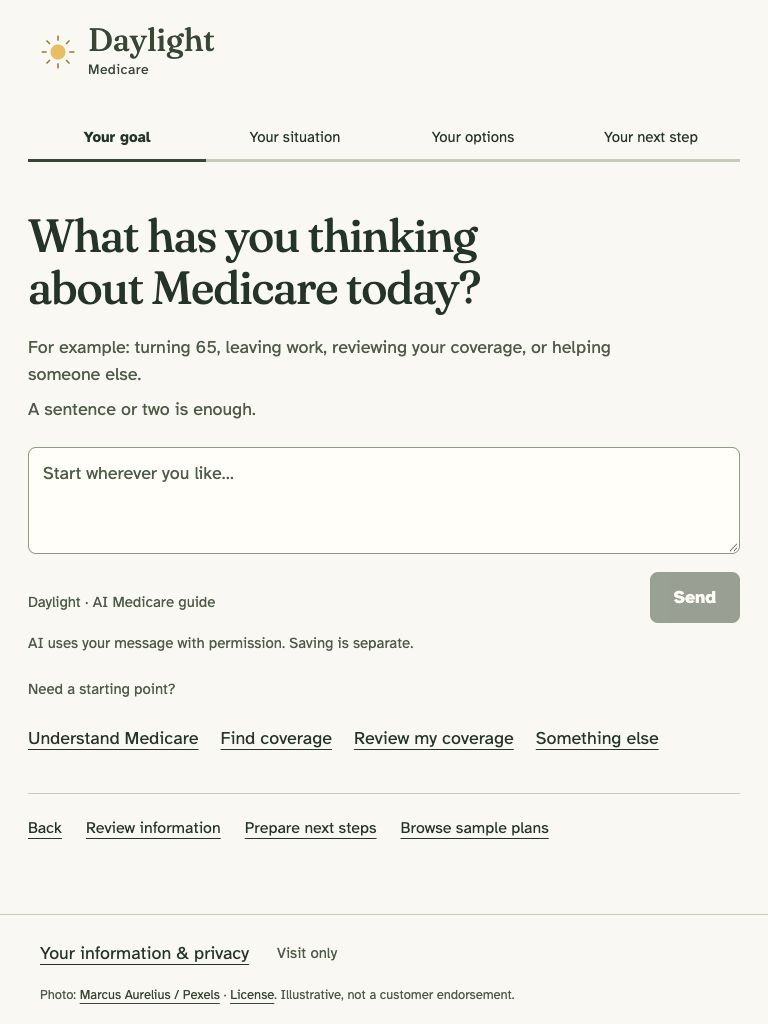 Daylight
Medicare
Your goal
Your situation
Your options
Your next step
What has you thinking
about Medicare today?
For example: turning 65, leaving work, reviewing your coverage, or helping
someone else.
A sentence or two is enough.
Start wherever you like...
Daylight · AI Medicare guide
Send
AI uses your message with permission. Saving is separate.
Need a starting point?
Understand Medicare Find coverage Review my coverage Something else
Back Review information Prepare next steps Browse sample plans
Your information & privacy Visit only
Photo: Marcus Aurelius / Pexels · License. Illustrative, not a customer endorsement.